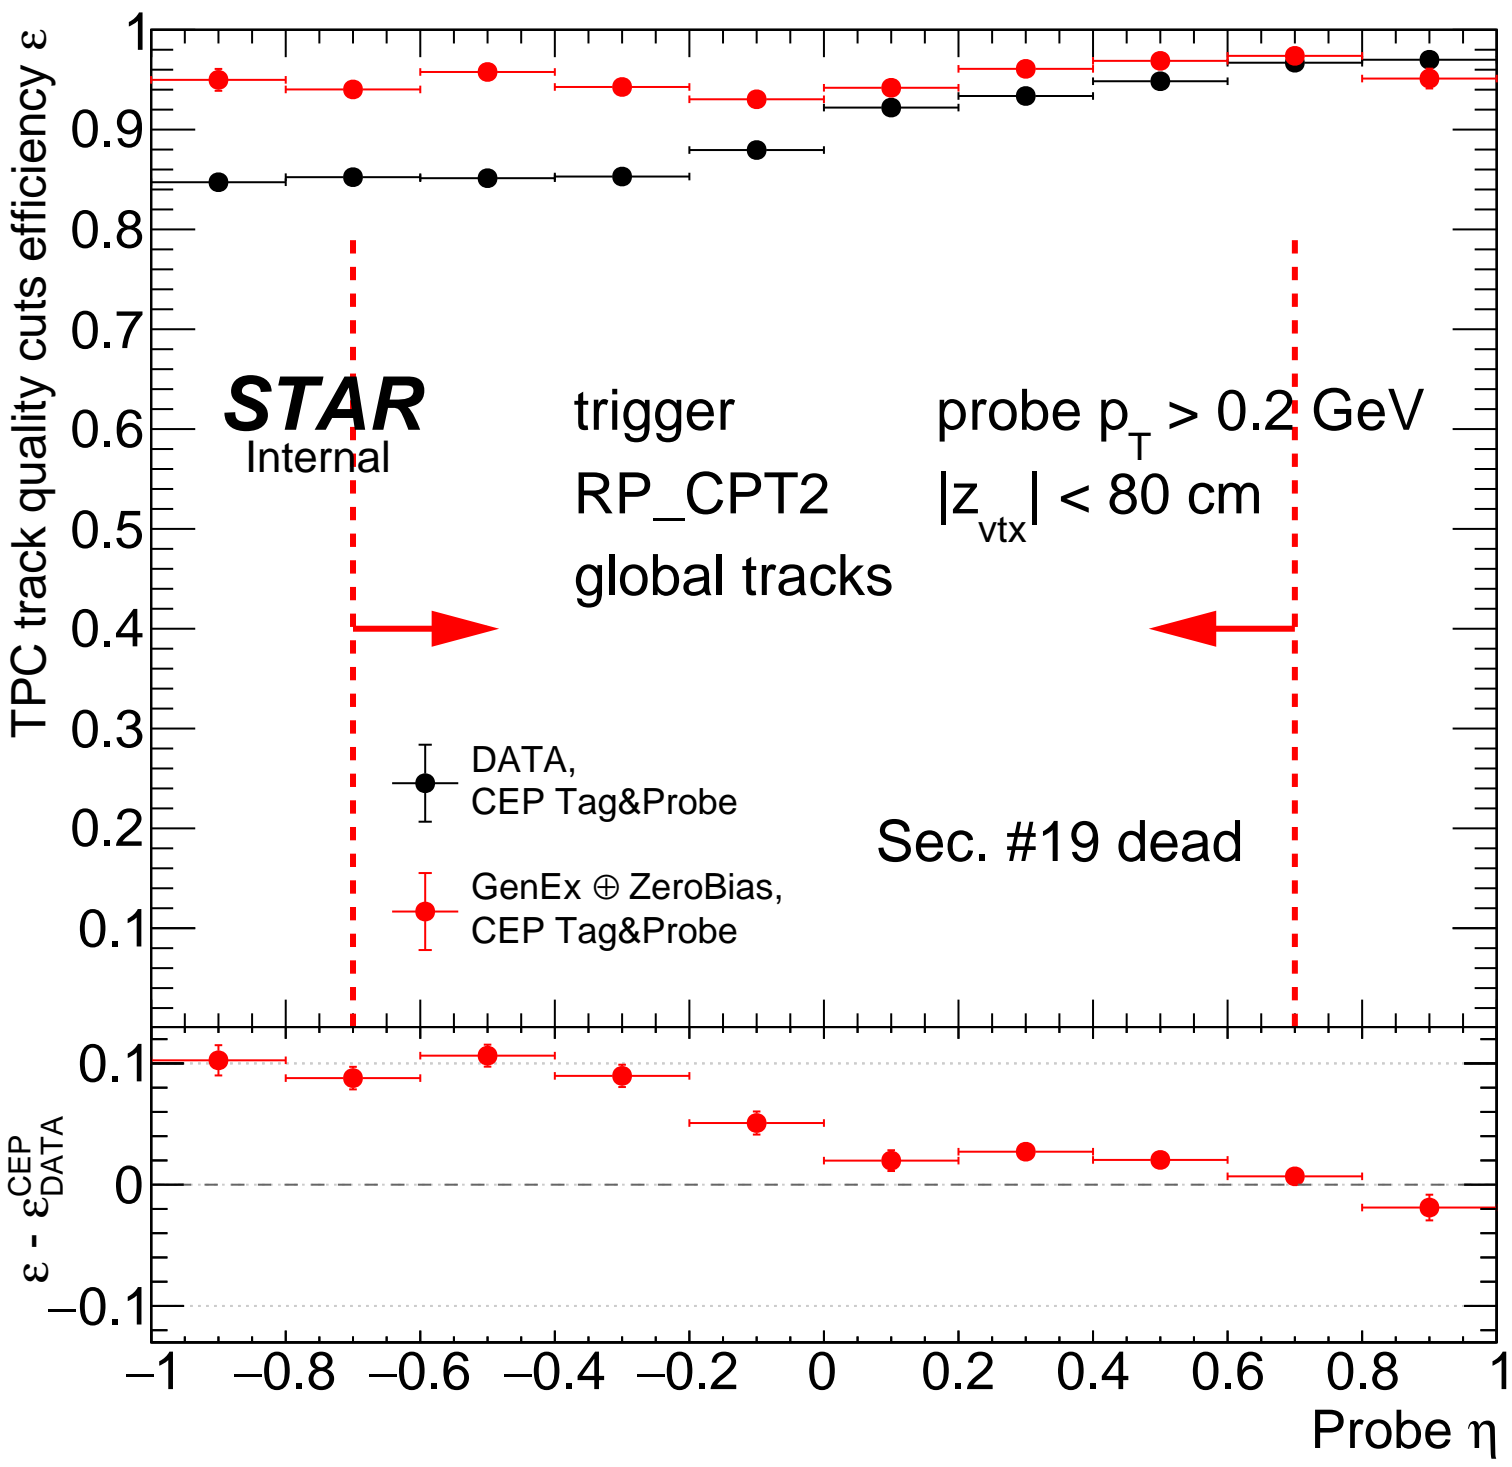 TPC track quality cuts efficiency ε
1
0.9
0.8
0.7
0.6
0.5
0.4
0.3
0.2
0.1
STAR
Internal
trigger
RP_CPT2
global tracks
probe p_T > 0.2 GeV
|z_vtx| < 80 cm
DATA,
CEP Tag&Probe
GenEx ⊕ ZeroBias,
CEP Tag&Probe
Sec. #19 dead
ε - ε^CEP_DATA
0.1
0
−0.1
−1 −0.8 −0.6 −0.4 −0.2 0 0.2 0.4 0.6 0.8 1
Probe η